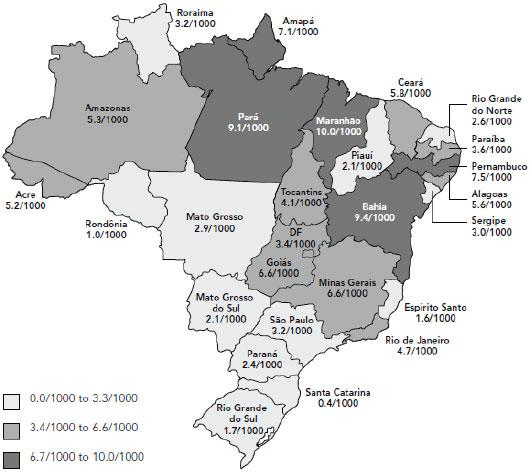 Roraima
3.2/1000
Amapá
7.1/1000
Amazonas
5.3/1000
Pará
9.1/1000
Maranhão
10.0/1000
Ceará
5.8/1000
Rio Grande
do Norte
2.6/1000
Paraíba
3.6/1000
Pernambuco
7.5/1000
Alagoas
5.6/1000
Sergipe
3.0/1000
Piauí
2.1/1000
Acre
5.2/1000
Rondônia
1.0/1000
Tocantins
4.1/1000
Bahia
9.4/1000
Mato Grosso
2.9/1000
DF
3.4/1000
Goiás
6.6/1000
Minas Gerais
6.6/1000
Mato Grosso
do Sul
2.1/1000
Espírito Santo
1.6/1000
São Paulo
3.2/1000
Rio de Janeiro
4.7/1000
Paraná
2.4/1000
Santa Catarina
0.4/1000
Rio Grande
do Sul
1.7/1000
0.0/1000 to 3.3/1000
3.4/1000 to 6.6/1000
6.7/1000 to 10.0/1000